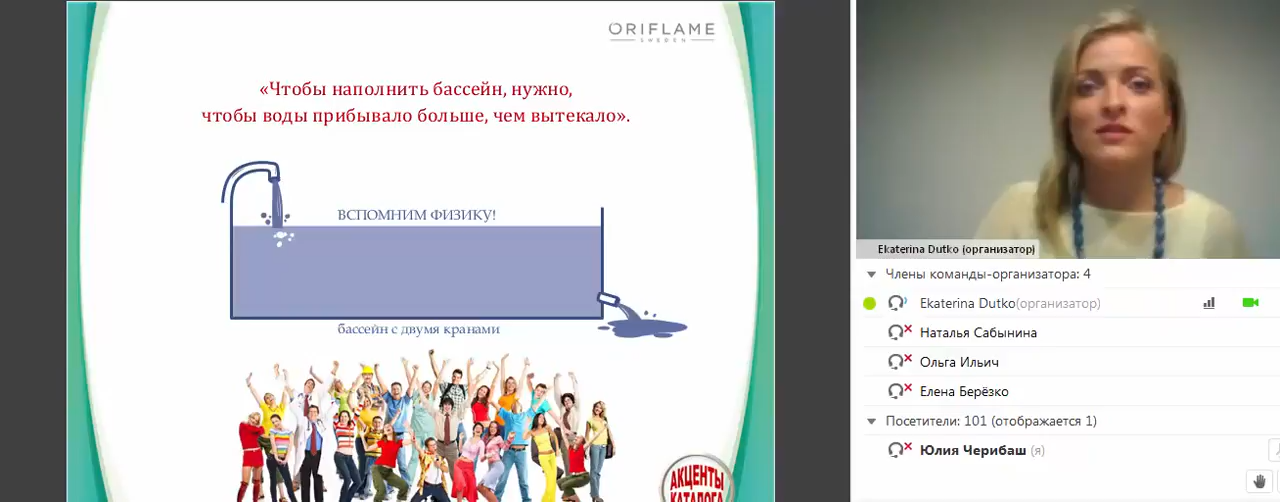 ORIFLAME
SWEDEN
«Чтобы наполнить бассейн, нужно,
чтобы воды прибывало больше, чем вытекало».
ВСПОМНИМ ФИЗИКУ!
бассейн с двумя кранами
АКЦЕНТЫ
КАТАЛОГА
Ekaterina Dutko (организатор)
Члены команды-организатора: 4
Ekaterina Dutko(организатор)
Наталья Сабынина
Ольга Ильич
Елена Берёзко
Посетители: 101 (отображается 1)
Юлия Черибаш (я)